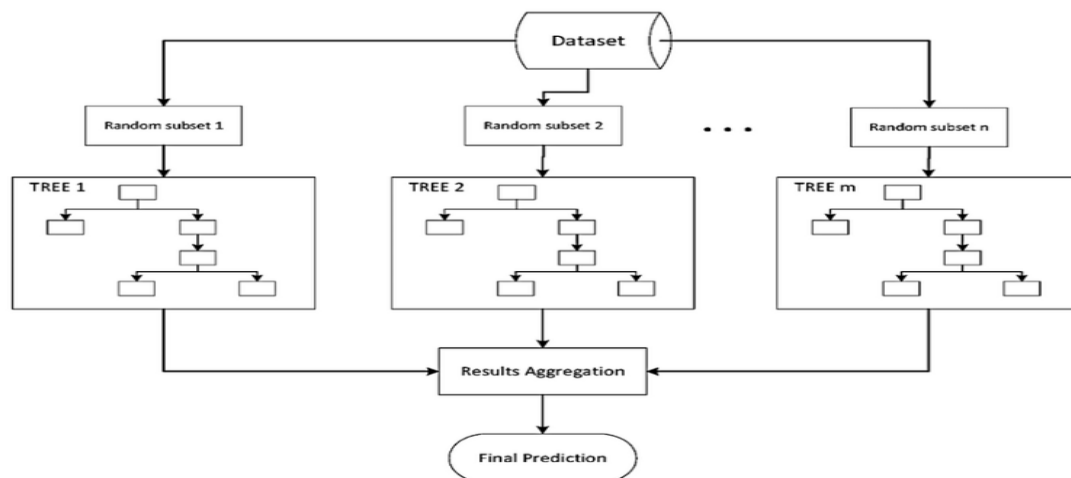 Dataset
Random subset 1
Random subset 2
. . .
Random subset n
TREE 1
TREE 2
TREE m
Results Aggregation
Final Prediction